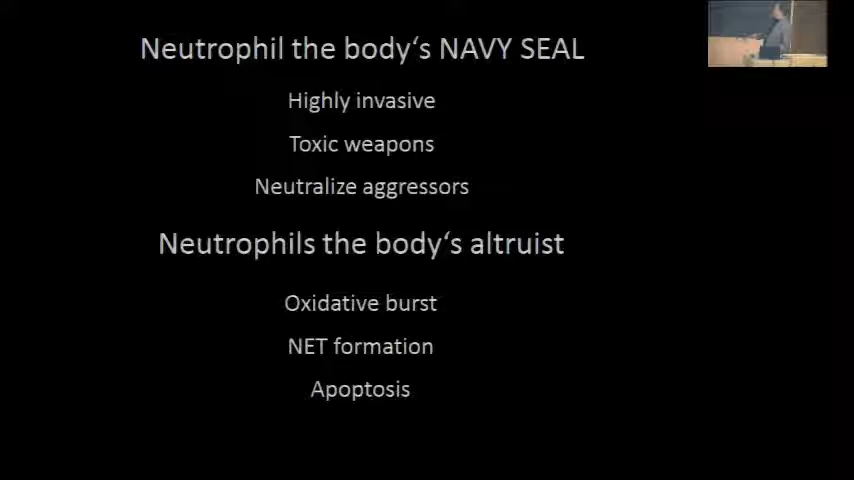 Neutrophil the body‘s NAVY SEAL
Highly invasive
Toxic weapons
Neutralize aggressors
Neutrophils the body‘s altruist
Oxidative burst
NET formation
Apoptosis